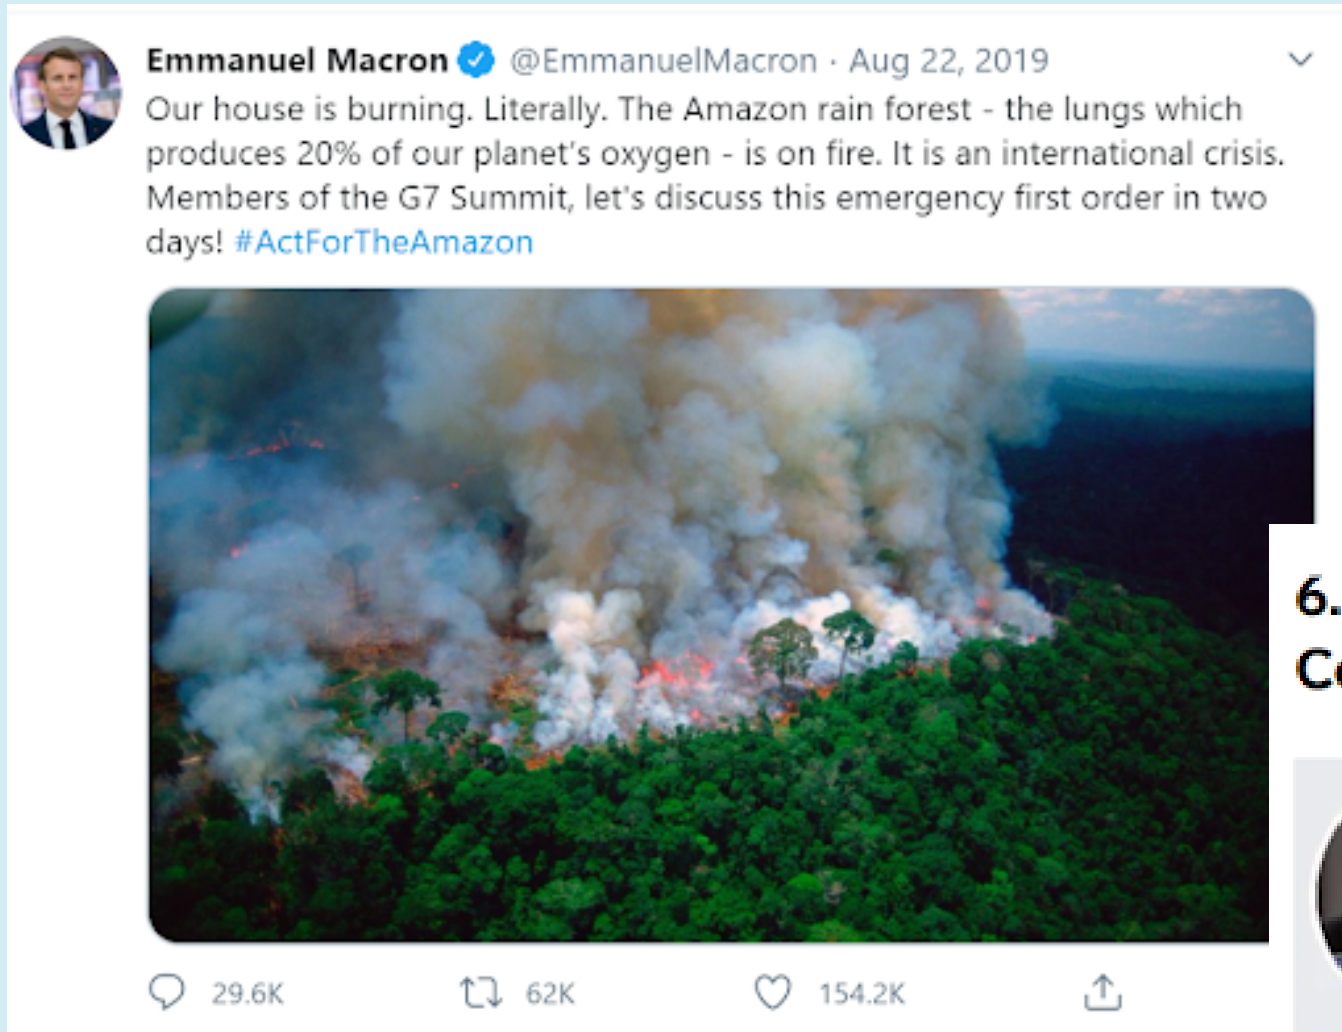 Emmanuel Macron @EmmanuelMacron · Aug 22, 2019
Our house is burning. Literally. The Amazon rain forest - the lungs which
produces 20% of our planet's oxygen - is on fire. It is an international crisis.
Members of the G7 Summit, let's discuss this emergency first order in two
days! #ActForTheAmazon
6.
29.6K 62K 154.2K